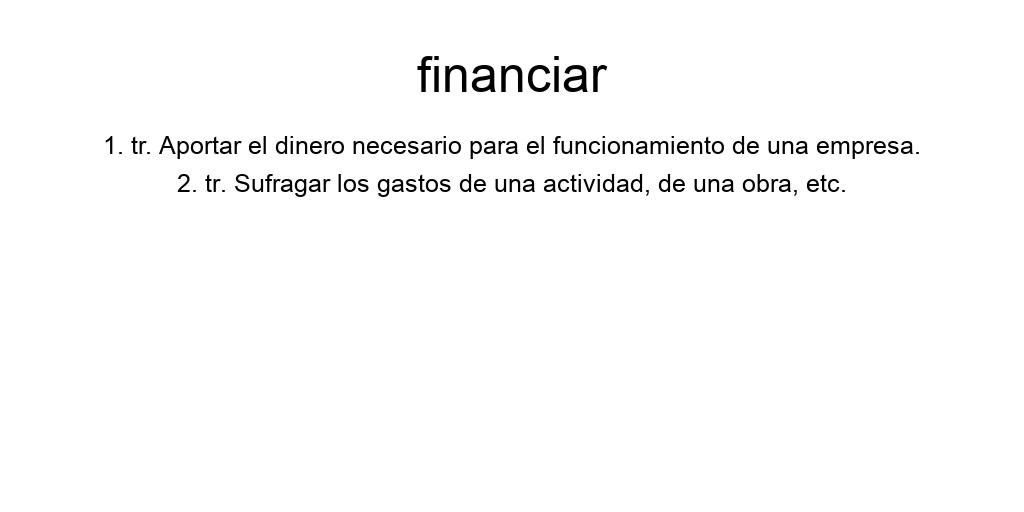 financiar
1. tr. Aportar el dinero necesario para el funcionamiento de una empresa.
2. tr. Sufragar los gastos de una actividad, de una obra, etc.